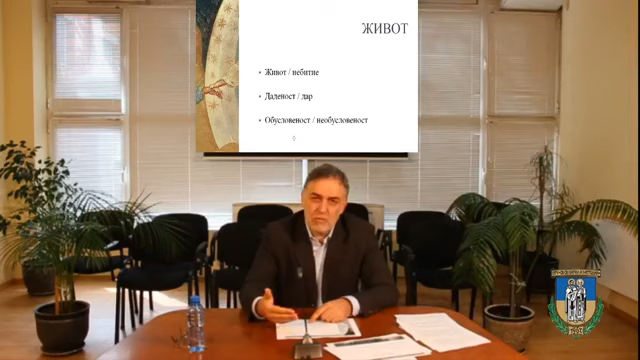 ЖИВОТ
• Живот / небитие
• Даденост / дар
• Обусловеност / необусловеност